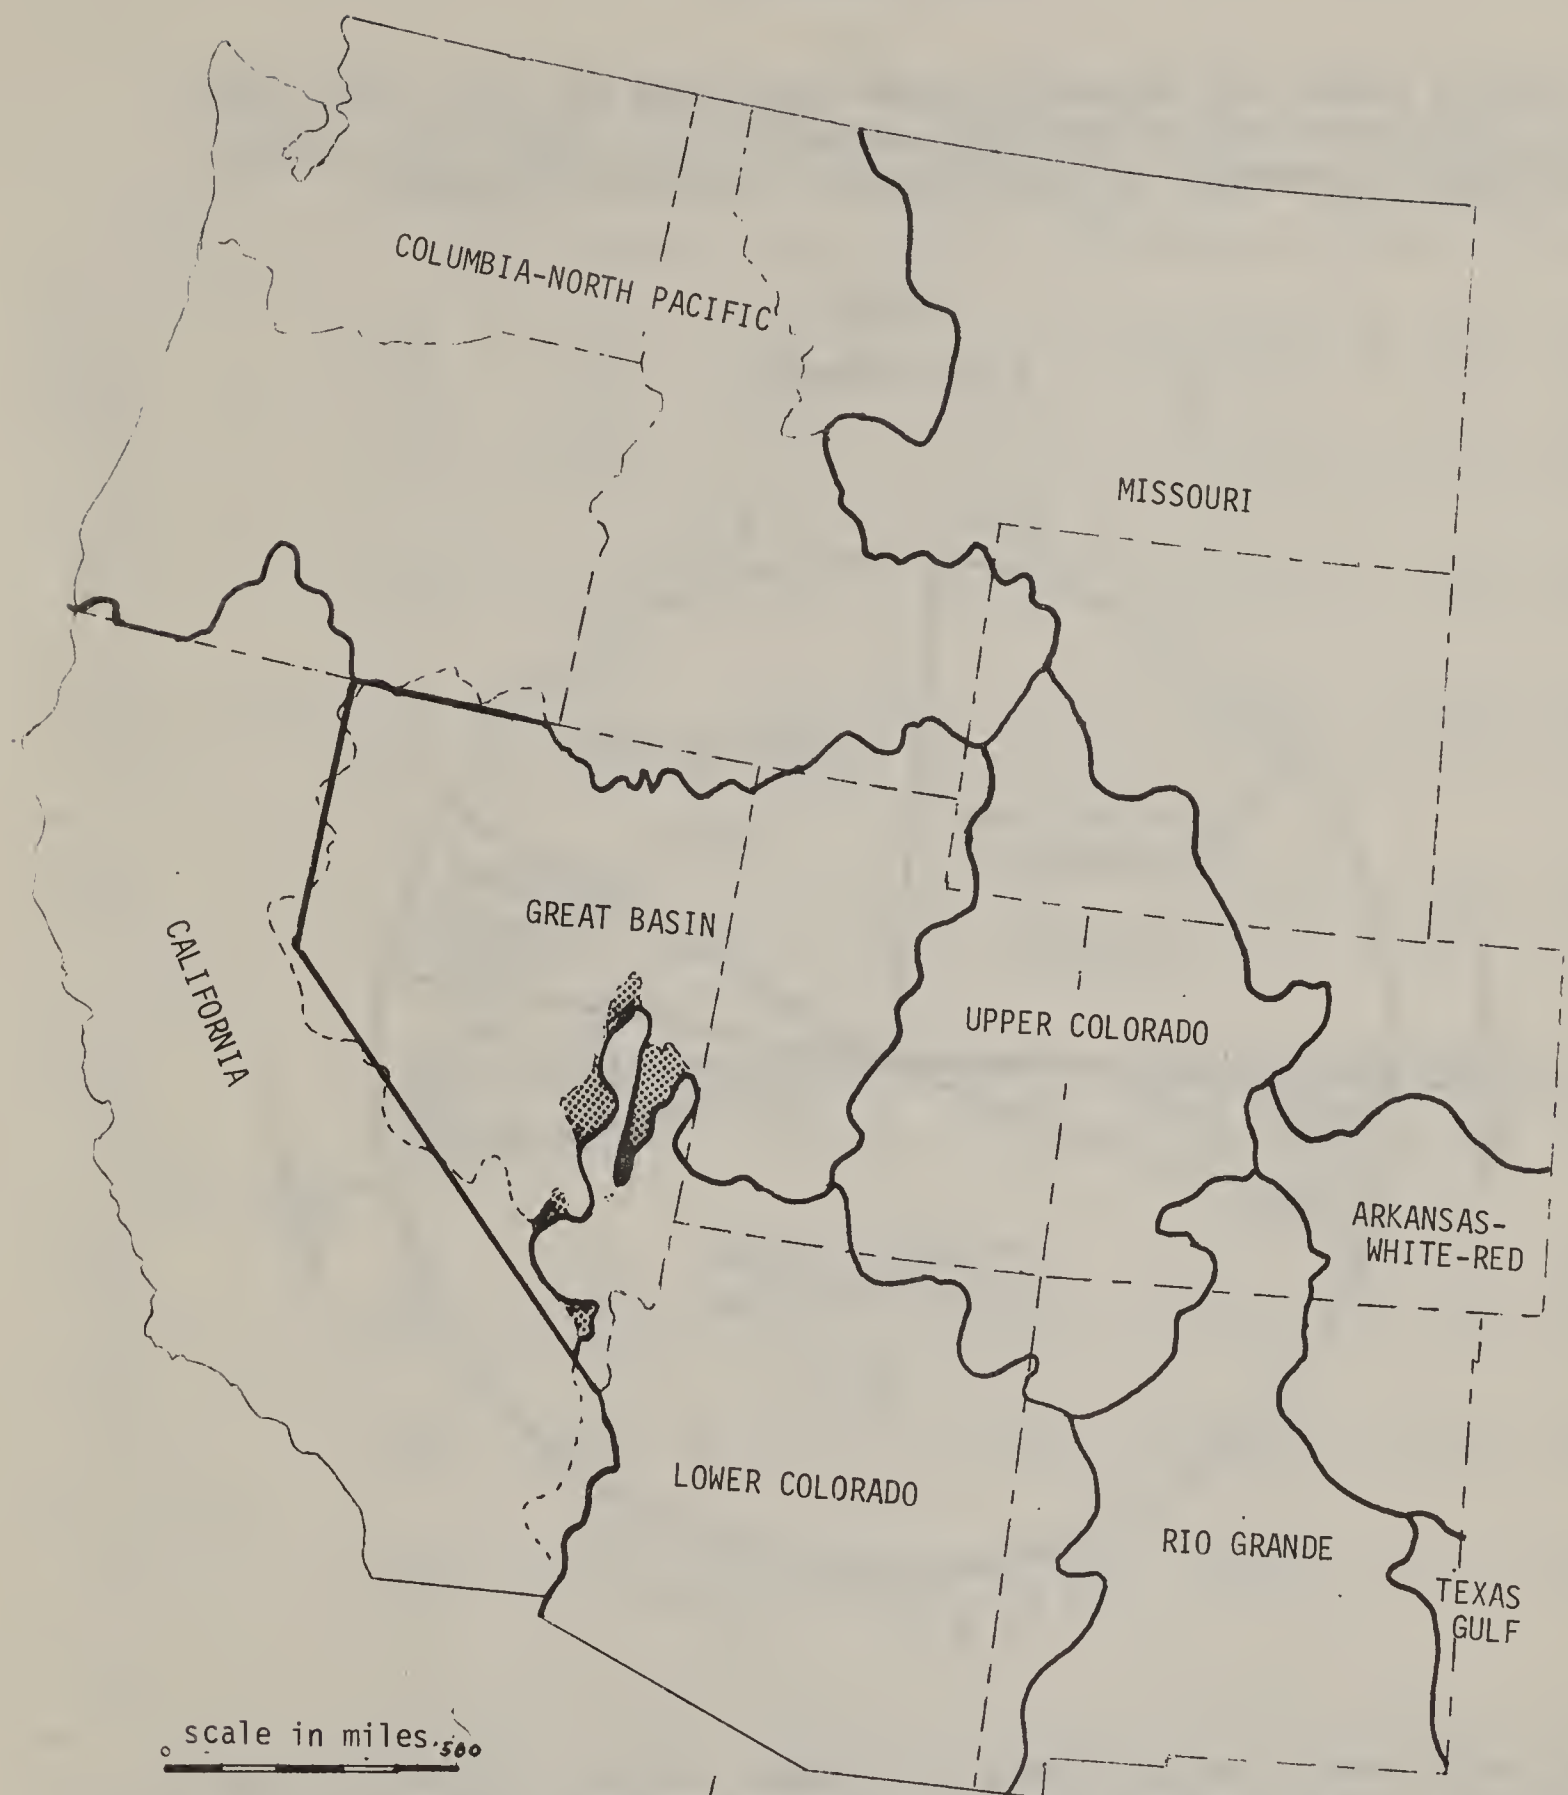 COLUMBIA-NORTH PACIFIC
MISSOURI
GREAT BASIN
CALIFORNIA
UPPER COLORADO
ARKANSAS-
WHITE-RED
LOWER COLORADO
RIO GRANDE
TEXAS
GULF
scale in miles
0 500